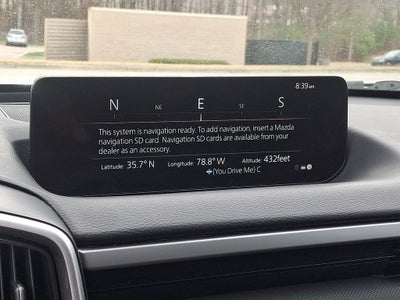 8:39 am
N NE E SE S
This system is navigation ready. To add navigation, insert a Mazda
navigation SD card. Navigation SD cards are available from your
dealer as an accessory.
Latitude: 35.7° N Longitude: 78.8° W Altitude: 432feet
(You Drive Me) C